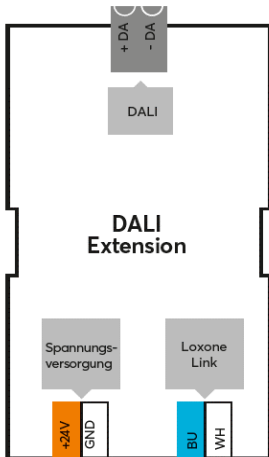 + DA
- DA
DALI
DALI
Extension
Spannungs-
versorgung
Loxone
Link
+24V
GND
BU
WH